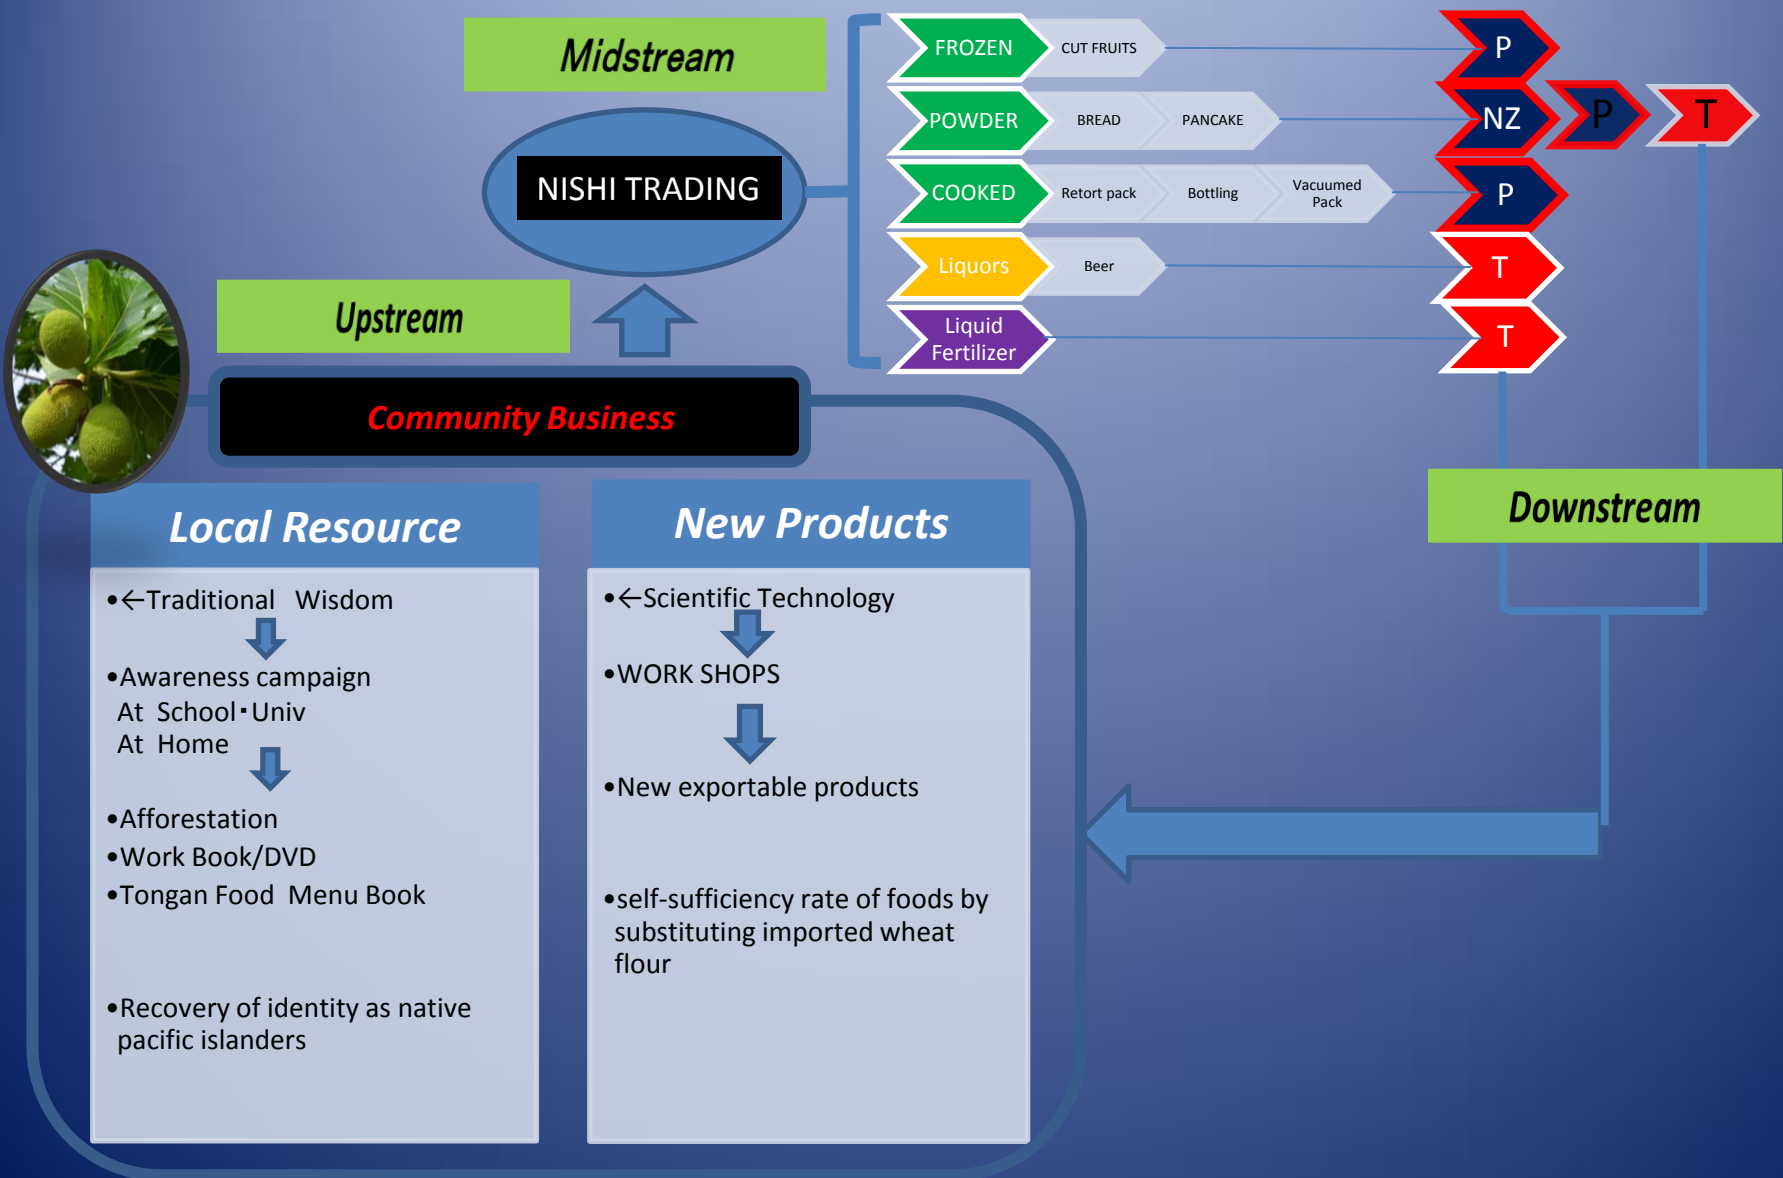 Midstream
NISHI TRADING
FROZEN
CUT FRUITS
P
POWDER
BREAD
PANCAKE
NZ
P
T
COOKED
Retort pack
Bottling
Vacuumed
Pack
P
Liquors
Beer
T
Liquid
Fertilizer
T
Upstream
Community Business
Downstream
Local Resource
•←Traditional Wisdom
•Awareness campaign
At School・Univ
At Home
•Afforestation
•Work Book/DVD
•Tongan Food Menu Book
•Recovery of identity as native
pacific islanders
New Products
•←Scientific Technology
•WORK SHOPS
•New exportable products
•self-sufficiency rate of foods by
substituting imported wheat
flour